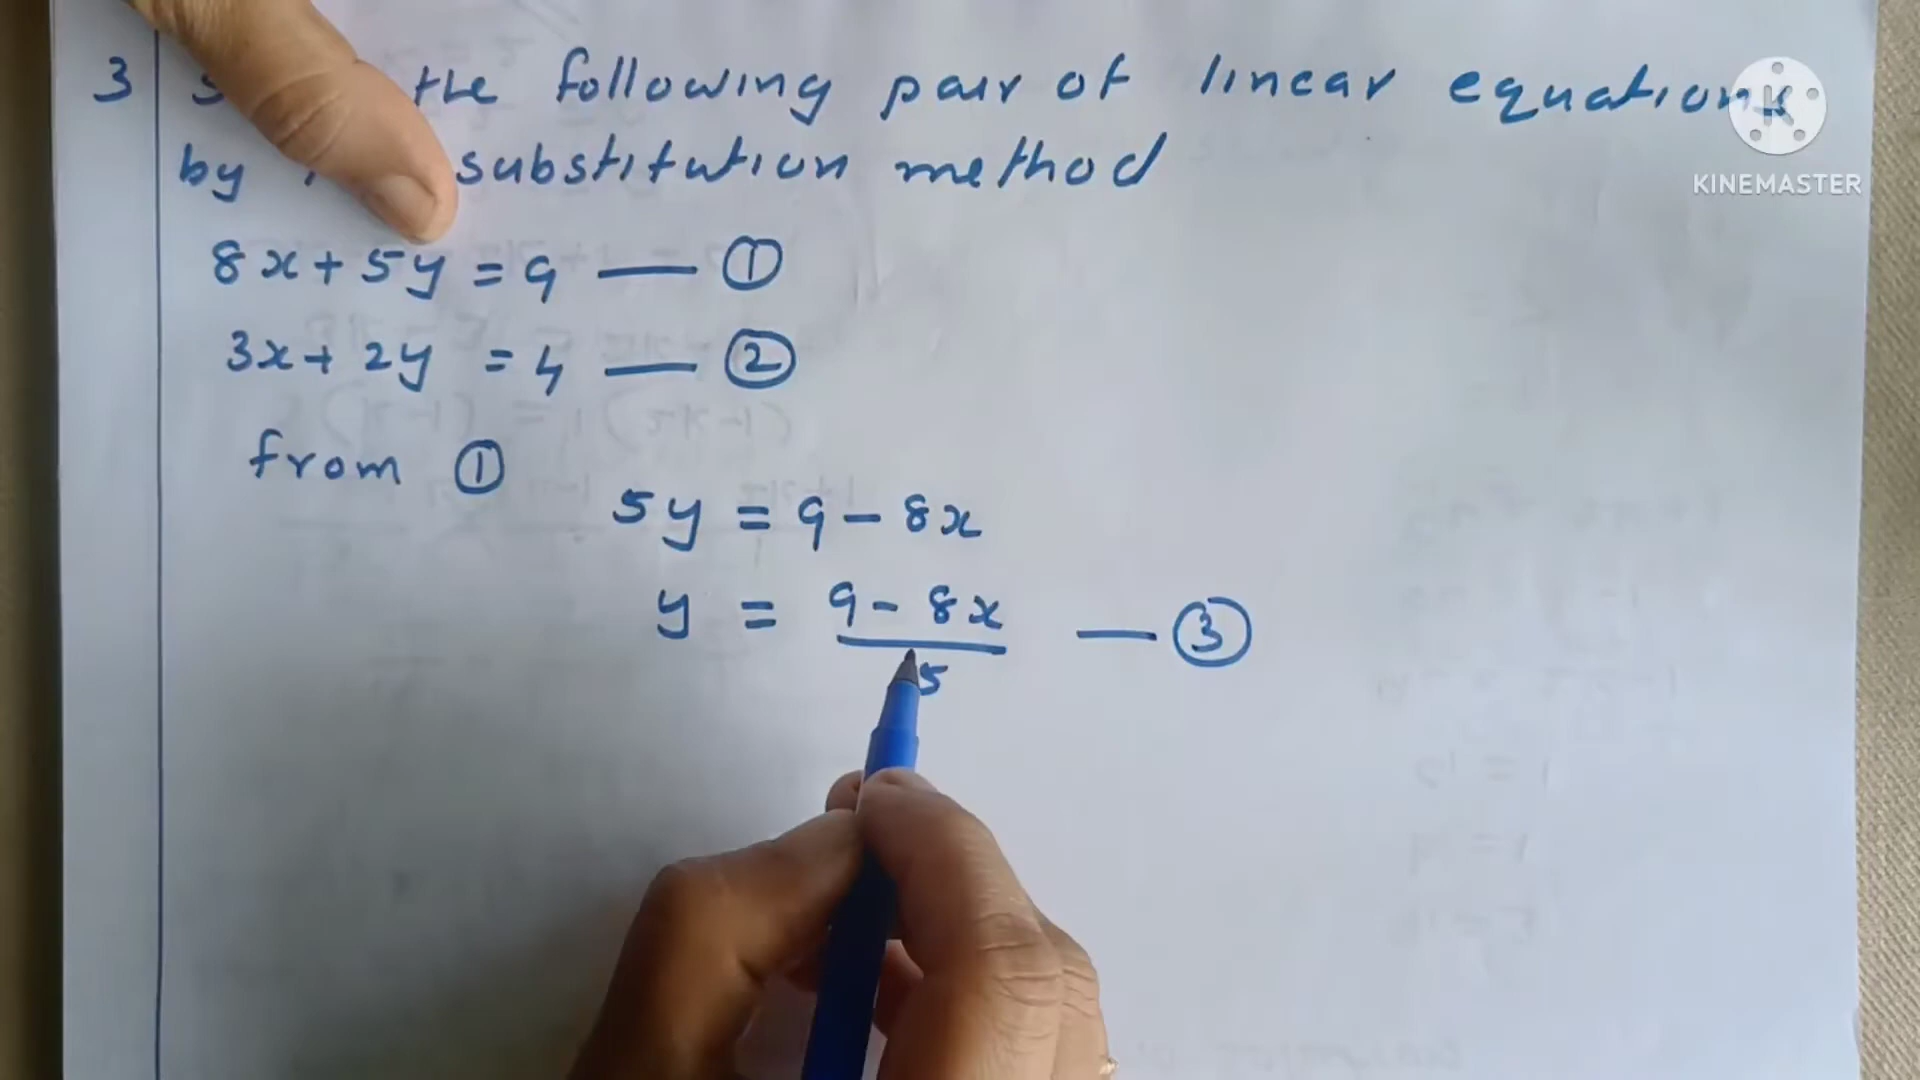 3 the following pair of linear equations
by substitution method
8x + 5y = 9 — ①
3x + 2y = 4 — ②
from ①
5y = 9 - 8x
y = 9 - 8x — ③
5
KINEMASTER